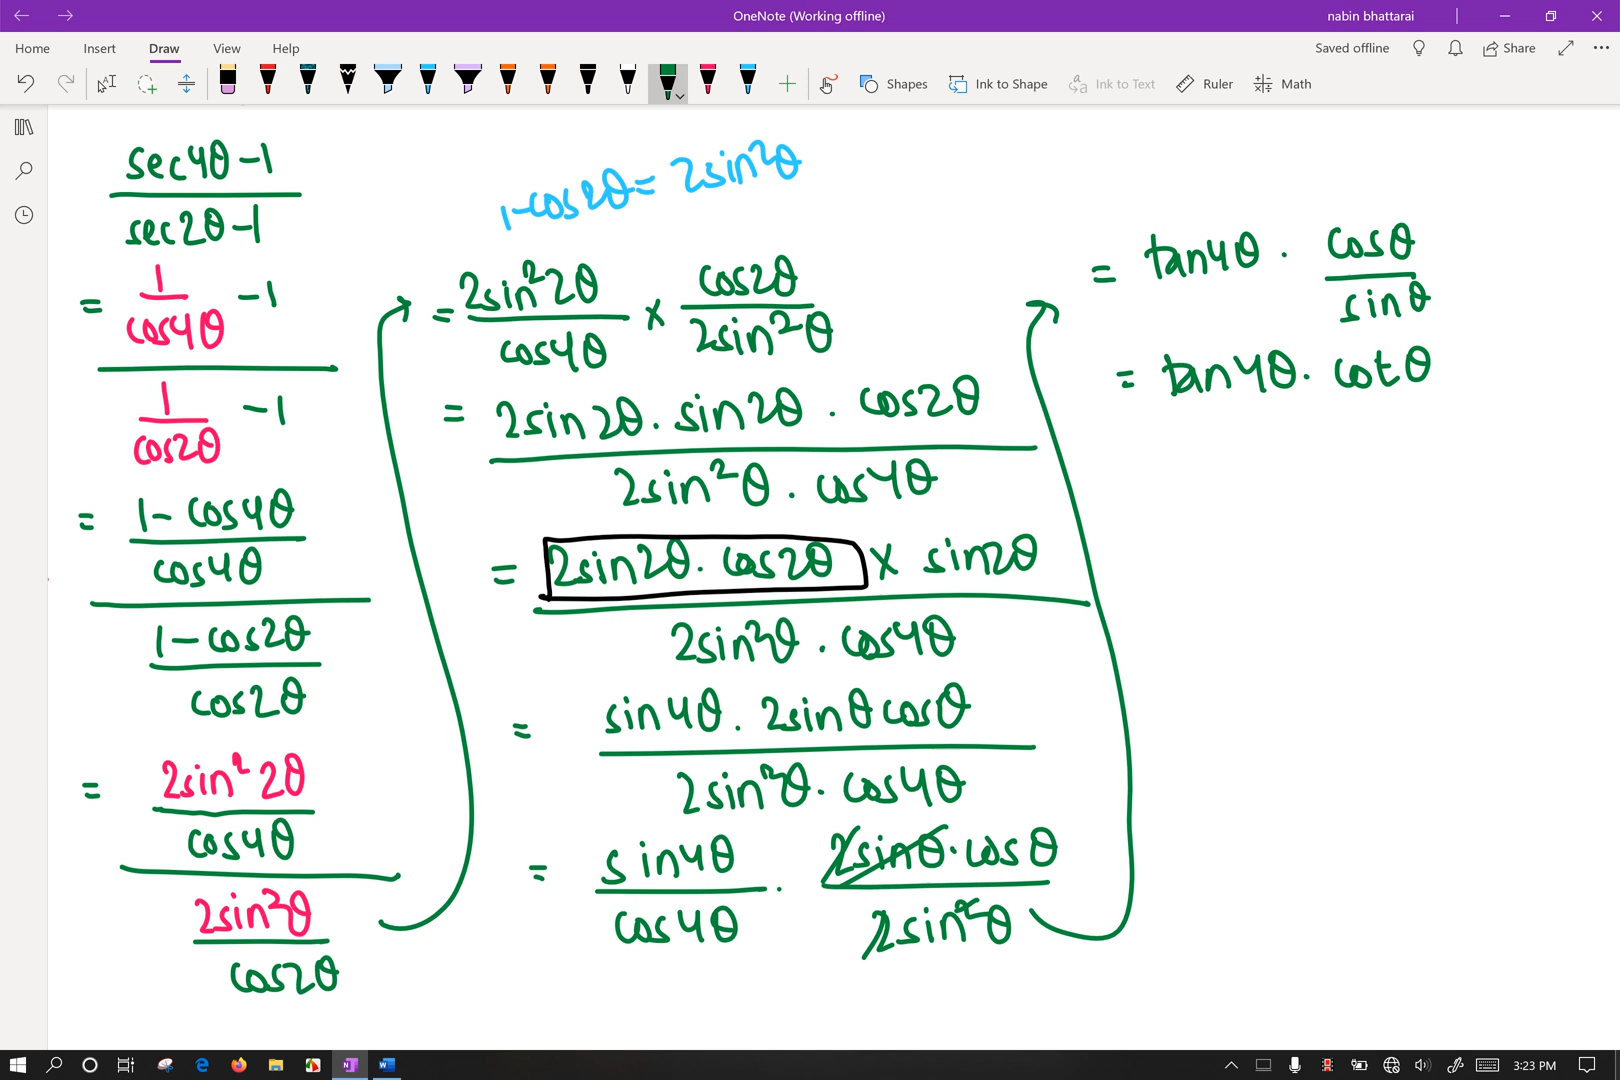 OneNote (Working offline)
nabin bhattarai
Home Insert Draw View Help
Saved offline
Share
Shapes
Ink to Shape
Ink to Text
Ruler
Math
sec4θ-1
sec2θ-1
= 1
cos4θ
-1
1
cos2θ
-1
= 1-cos4θ
cos4θ
1-cos2θ
cos2θ
= 2sin²2θ
cos4θ
2sin²θ
cos2θ
1-cos2θ= 2sin²θ
= 2sin²2θ × cos2θ
cos4θ 2sin²θ
= 2sin2θ. sin2θ . cos2θ
2sin²θ . cos4θ
= 2sin2θ. cos2θ × sin2θ
2sin²θ . cos4θ
= sin4θ. 2sinθcosθ
2sin²θ. cos4θ
= sin4θ . 2sinθ.cosθ
cos4θ 2sin²θ
= tan4θ . cosθ
sinθ
= tan4θ. cotθ
3:23 PM